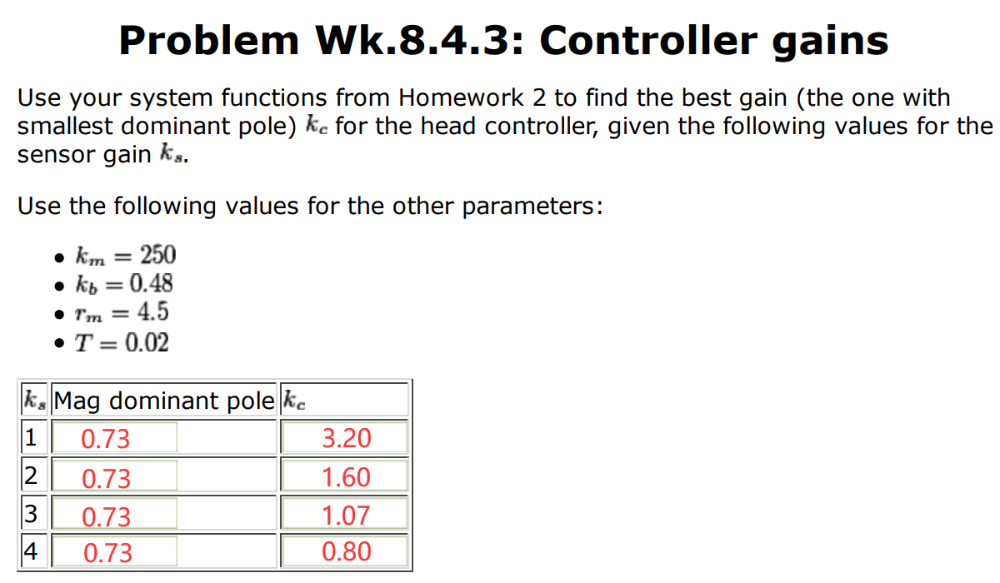 Problem Wk.8.4.3: Controller gains
Use your system functions from Homework 2 to find the best gain (the one with
smallest dominant pole) k_c for the head controller, given the following values for the
sensor gain k_s.
Use the following values for the other parameters:
• k_m = 250
• k_b = 0.48
• r_m = 4.5
• T = 0.02
k_s Mag dominant pole k_c
1 0.73 3.20
2 0.73 1.60
3 0.73 1.07
4 0.73 0.80